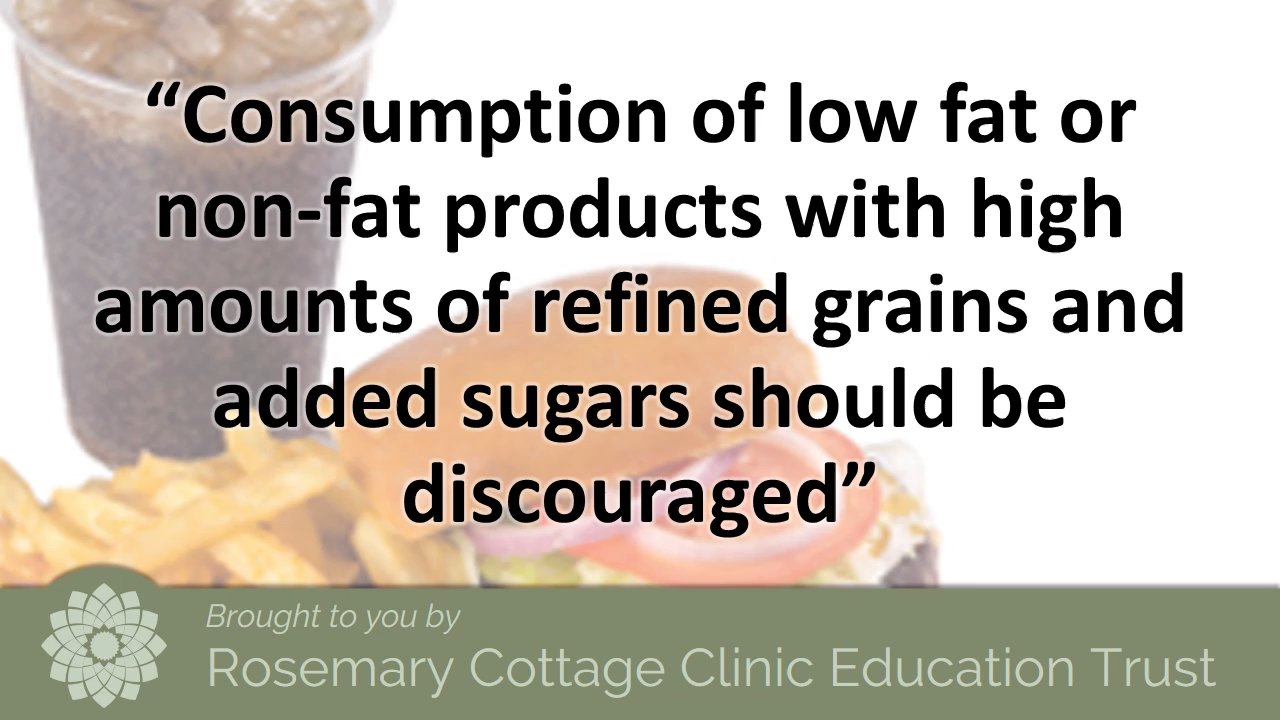 “Consumption of low fat or
non-fat products with high
amounts of refined grains and
added sugars should be
discouraged”
Brought to you by
Rosemary Cottage Clinic Education Trust